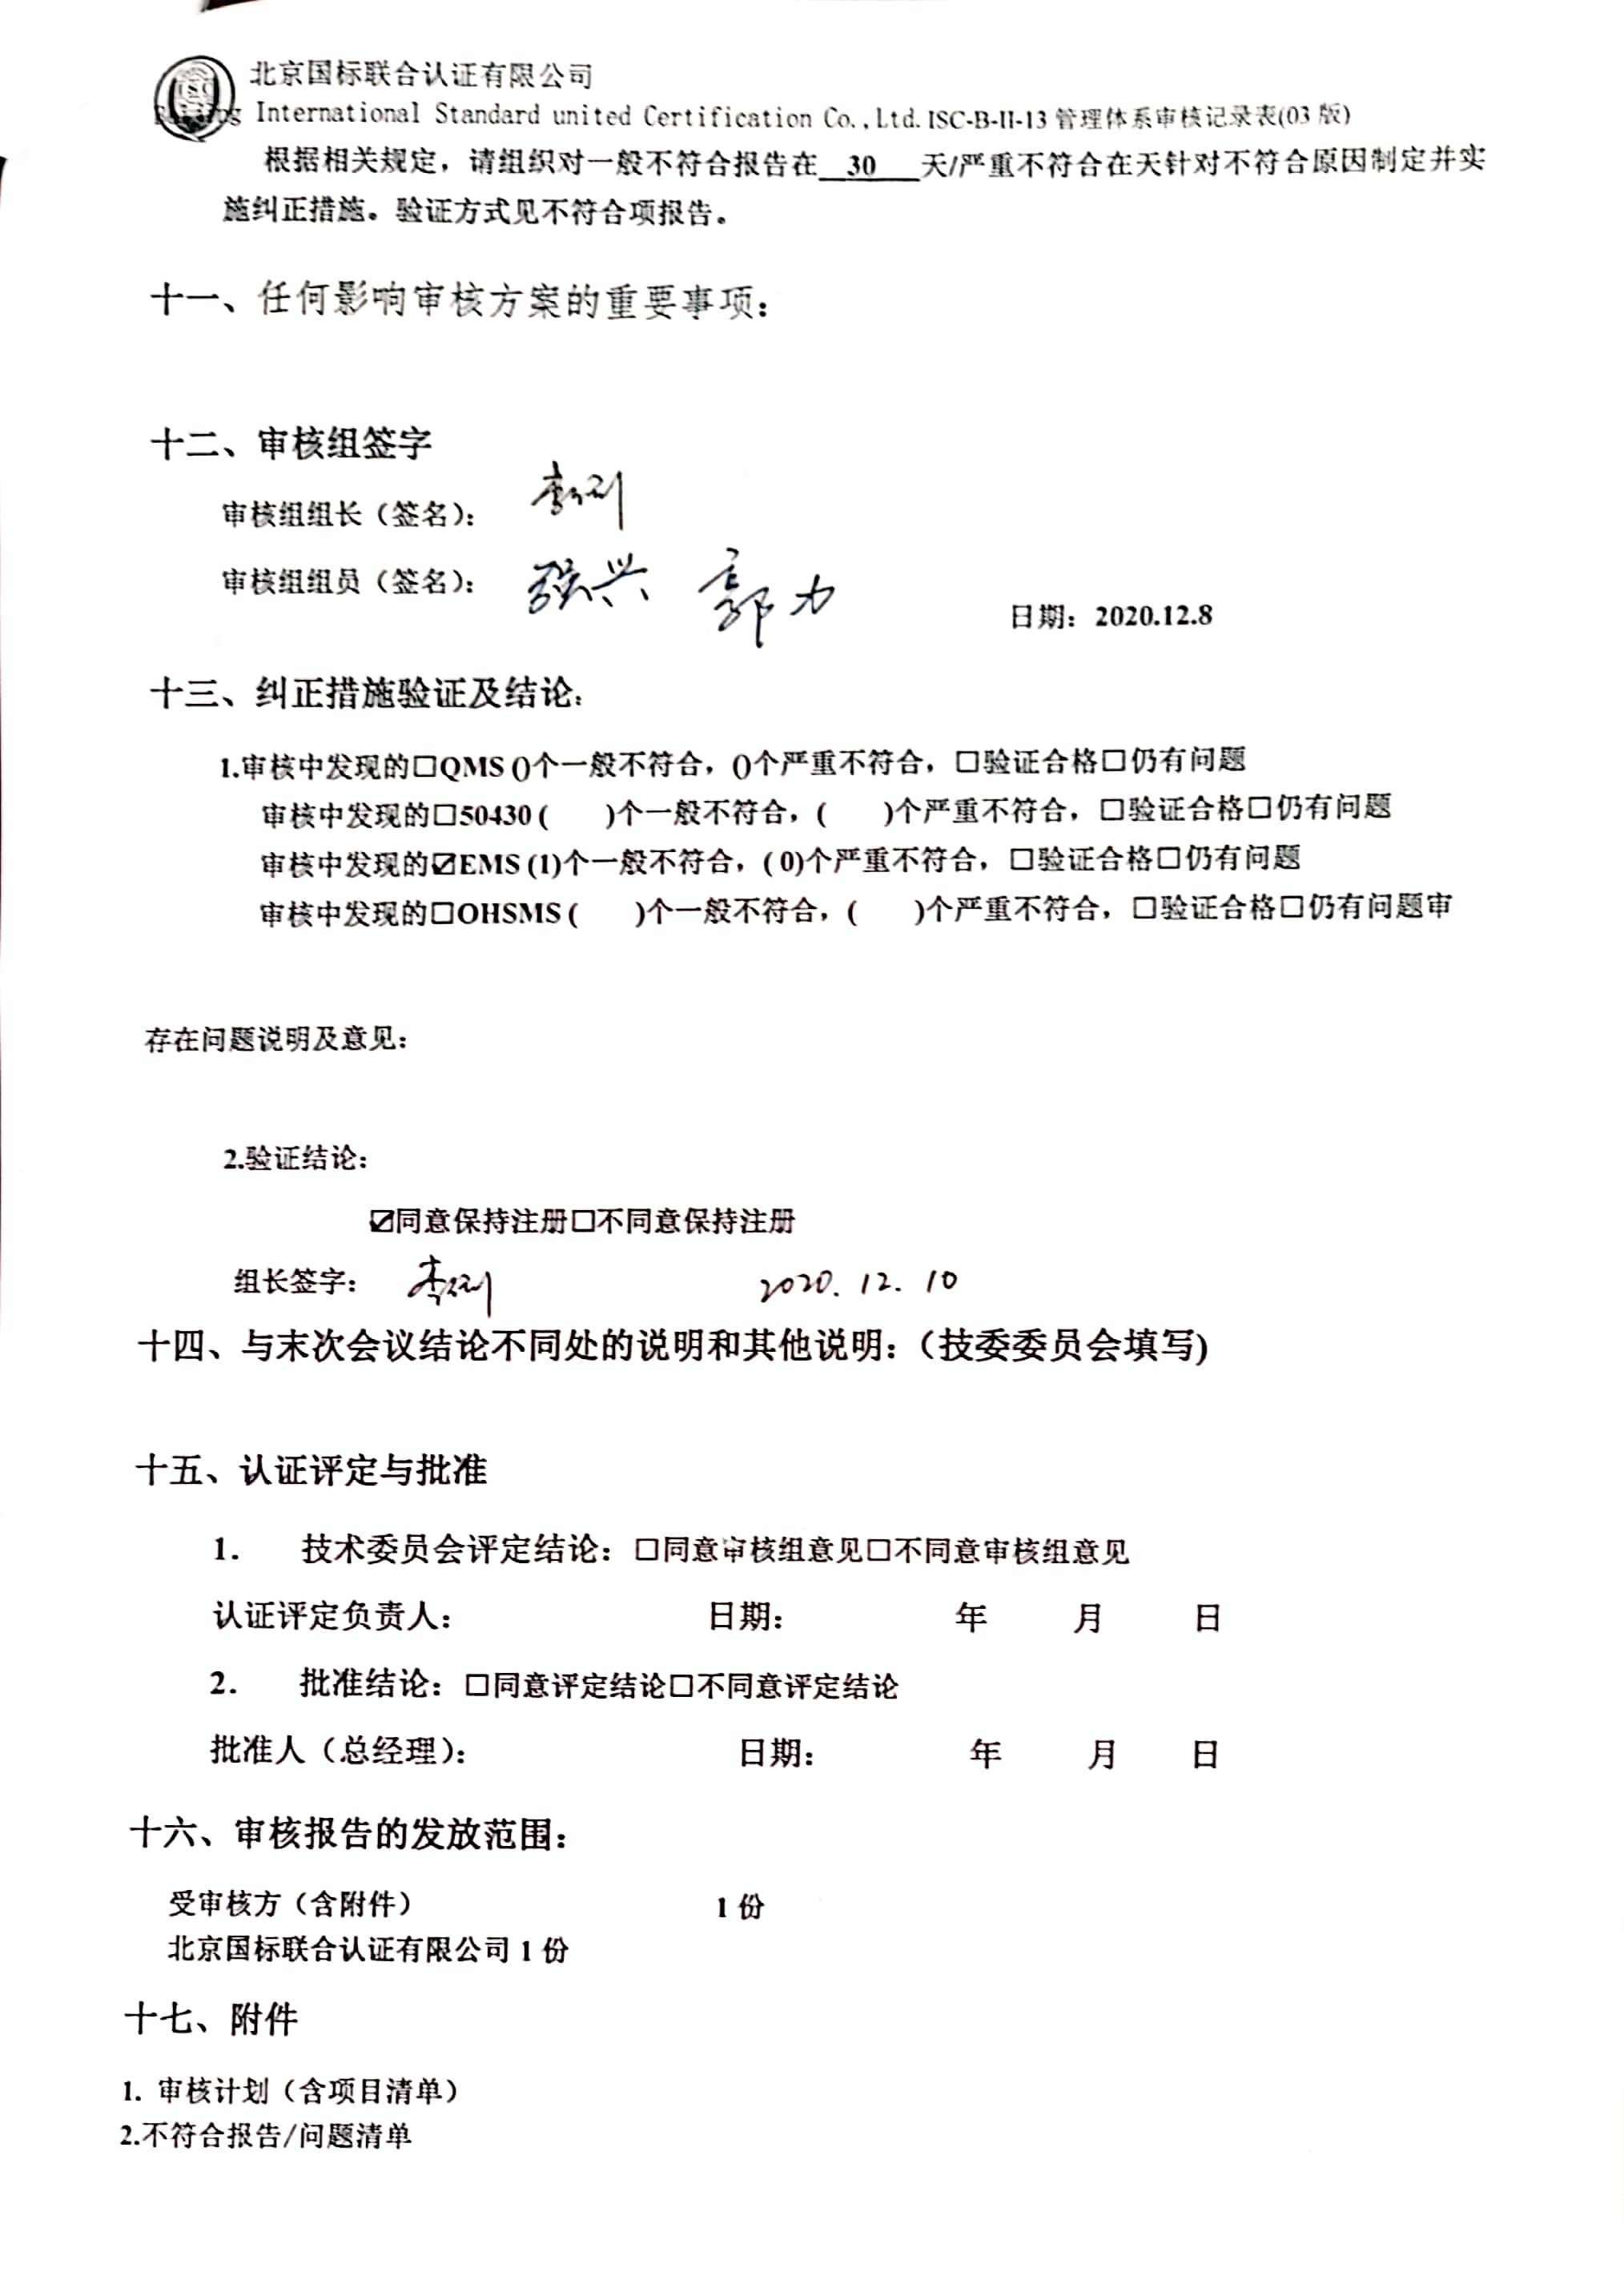 北京国标联合认证有限公司
Beijing International Standard united Certification Co.,Ltd. ISC-B-II-13 管理体系审核记录表(03版)
根据相关规定，请组织对一般不符合报告在 30 天/严重不符合在天针对不符合原因制定并实
施纠正措施。验证方式见不符合项报告。
十一、任何影响审核方案的重要事项：
十二、审核组签字
审核组组长（签名）：
审核组组员（签名）： 张兴 郭力
日期：2020.12.8
十三、纠正措施验证及结论：
1.审核中发现的□QMS ()个一般不符合，()个严重不符合，□验证合格□仍有问题
审核中发现的□50430 ( )个一般不符合，( )个严重不符合，□验证合格□仍有问题
审核中发现的☑EMS (1)个一般不符合，( 0)个严重不符合，□验证合格□仍有问题
审核中发现的□OHSMS ( )个一般不符合，( )个严重不符合，□验证合格□仍有问题审
存在问题说明及意见：
2.验证结论：
☑同意保持注册□不同意保持注册
组长签字： 2020.12.10
十四、与末次会议结论不同处的说明和其他说明：（技委委员会填写)
十五、认证评定与批准
1. 技术委员会评定结论：□同意审核组意见□不同意审核组意见
认证评定负责人： 日期： 年 月 日
2. 批准结论：□同意评定结论□不同意评定结论
批准人（总经理）： 日期： 年 月 日
十六、审核报告的发放范围：
受审核方（含附件） 1 份
北京国标联合认证有限公司 1 份
十七、附件
1. 审核计划（含项目清单）
2.不符合报告/问题清单